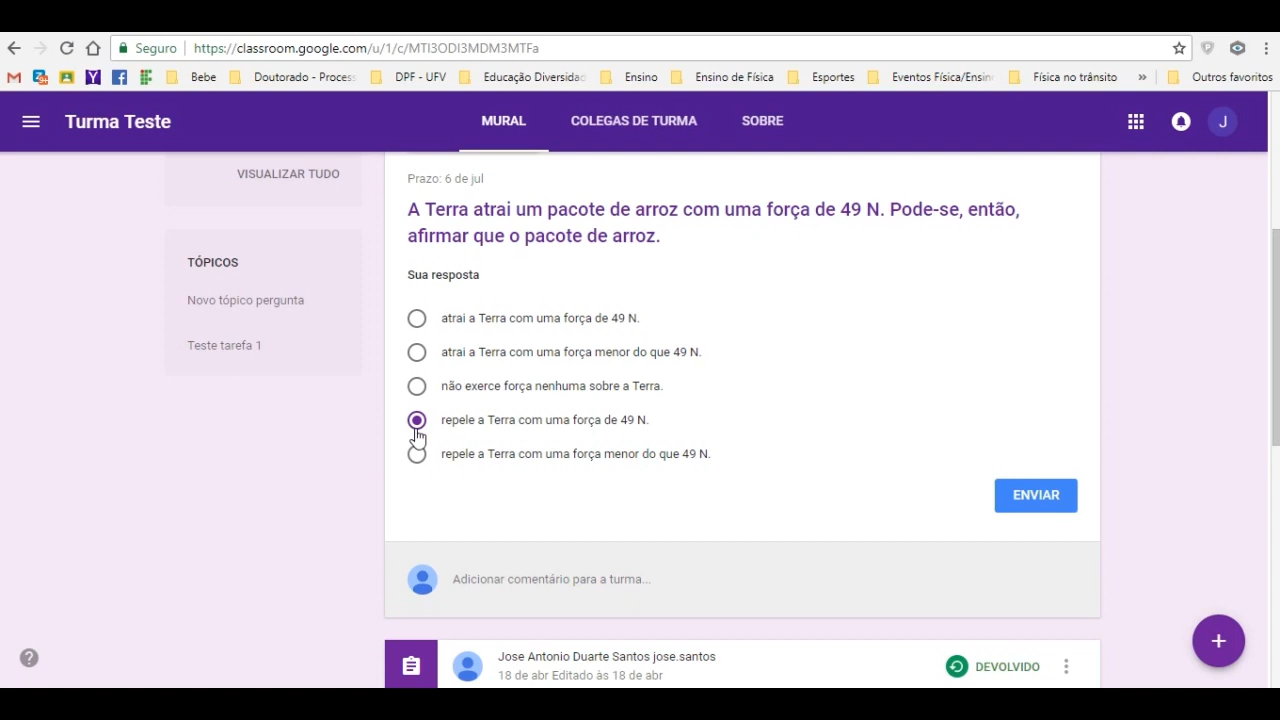 Seguro https://classroom.google.com/u/1/c/MTI3ODI3MDM3MTFa
Bebe Doutorado - Process DPF - UFV Educação Diversidad Ensino Ensino de Física Esportes Eventos Física/Ensin Física no trânsito » Outros favoritos
Turma Teste MURAL COLEGAS DE TURMA SOBRE J
VISUALIZAR TUDO
Prazo: 6 de jul
A Terra atrai um pacote de arroz com uma força de 49 N. Pode-se, então,
afirmar que o pacote de arroz.
TÓPICOS
Novo tópico pergunta
Teste tarefa 1
Sua resposta
atrai a Terra com uma força de 49 N.
atrai a Terra com uma força menor do que 49 N.
não exerce força nenhuma sobre a Terra.
repele a Terra com uma força de 49 N.
repele a Terra com uma força menor do que 49 N.
ENVIAR
Adicionar comentário para a turma...
Jose Antonio Duarte Santos jose.santos
18 de abr Editado às 18 de abr
DEVOLVIDO